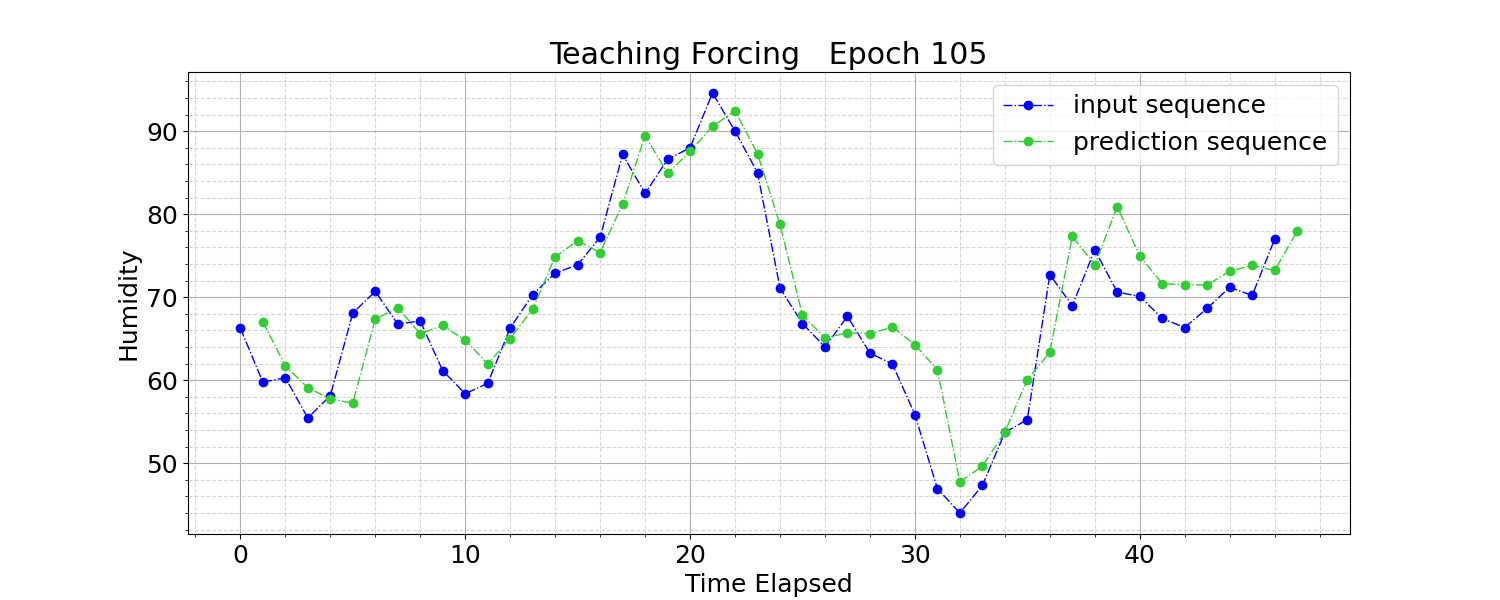 Teaching Forcing   Epoch 105
input sequence
prediction sequence
90
80
70
60
50
Humidity
0 10 20 30 40
Time Elapsed